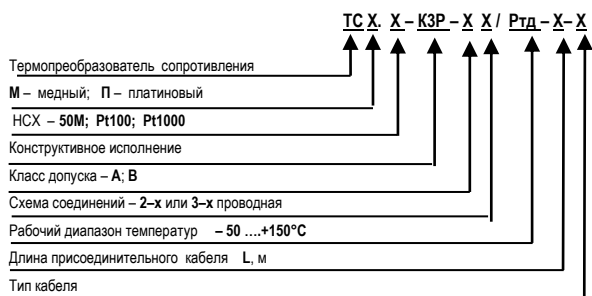 ТС Х. Х – К3Р – Х Х / Ртд – Х– Х
Термопреобразователь сопротивления
М – медный; П – платиновый
НСХ – 50М; Pt100; Pt1000
Конструктивное исполнение
Класс допуска – А; В
Схема соединений – 2–х или 3–х проводная
Рабочий диапазон температур – 50 ….+150°С
Длина присоединительного кабеля L, м
Тип кабеля